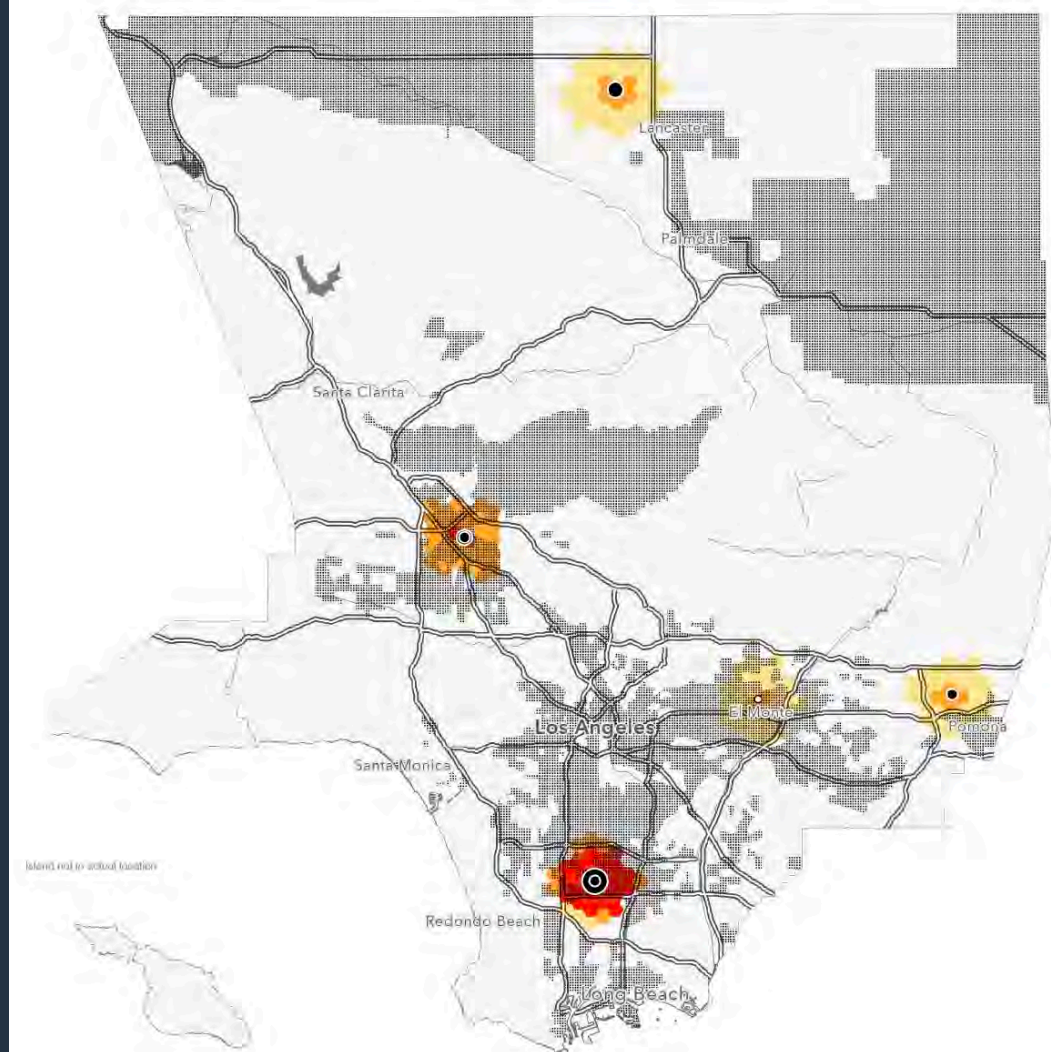 Lancaster
Palmdale
Santa Clarita
El Monte
Los Angeles
Pomona
Santa Monica
Island not in actual location
Redondo Beach
Long Beach